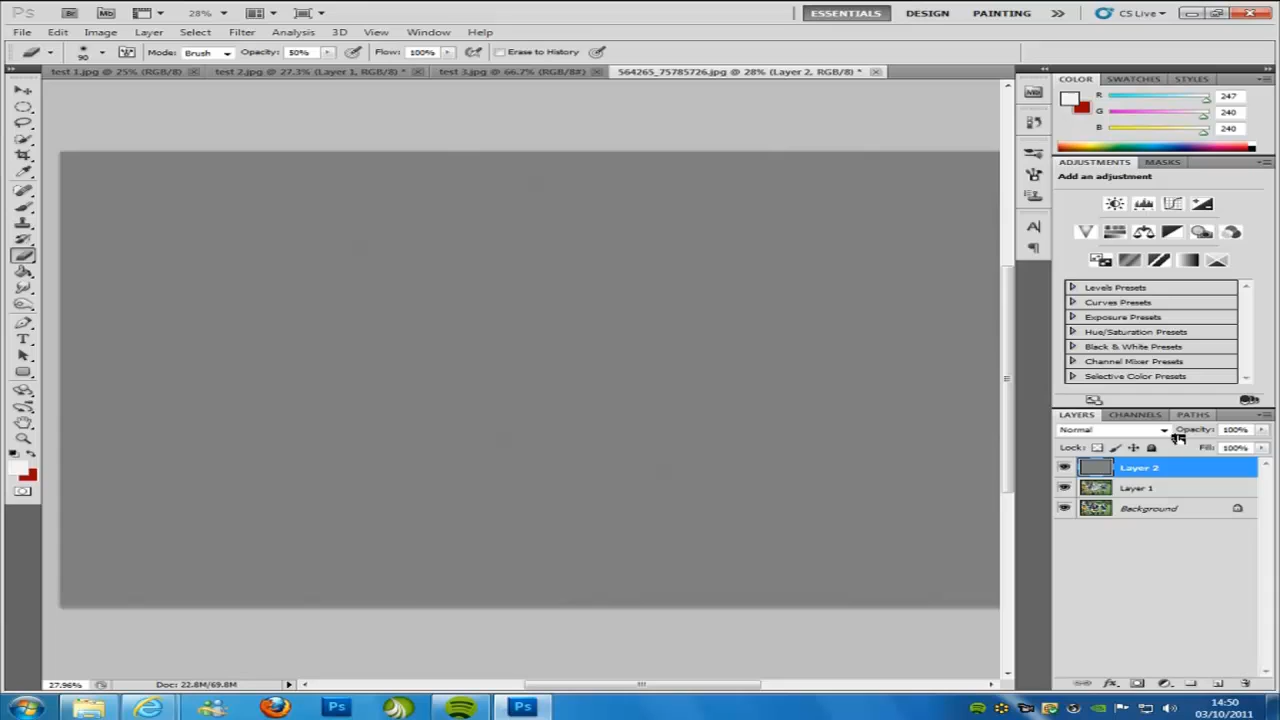 Ps Br Mb 28% ESSENTIALS DESIGN PAINTING CS Live
File Edit Image Layer Select Filter Analysis 3D View Window Help
90 Mode: Brush Opacity: 50% Flow: 100% Erase to History
test 1.jpg @ 25% (RGB/8) test 2.jpg @ 27.3% (Layer 1, RGB/8) * test 3.jpg @ 66.7% (RGB/8#) 564265_75785726.jpg @ 28% (Layer 2, RGB/8) *
COLOR SWATCHES STYLES
R 247
G 240
B 240
ADJUSTMENTS MASKS
Add an adjustment
Levels Presets
Curves Presets
Exposure Presets
Hue/Saturation Presets
Black & White Presets
Channel Mixer Presets
Selective Color Presets
LAYERS CHANNELS PATHS
Normal Opacity: 100%
Lock: Fill: 100%
Layer 2
Layer 1
Background
27.96% Doc: 22.8M/69.8M
Ps Ps 14:50
03/10/2011